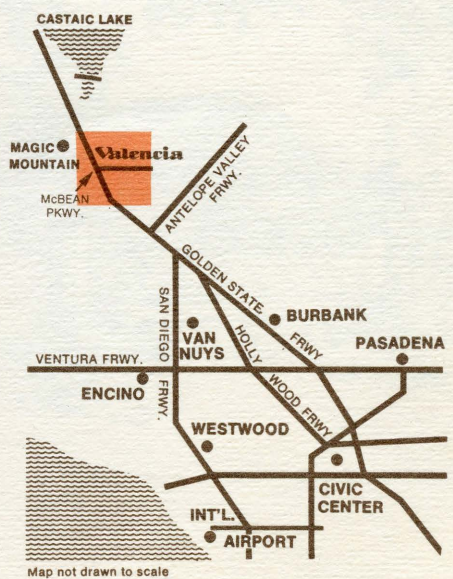 CASTAIC LAKE
MAGIC
MOUNTAIN
Valencia
McBEAN
PKWY.
ANTELOPE VALLEY
FRWY.
GOLDEN STATE
FRWY
SAN DIEGO
FRWY.
HOLLY
WOOD FRWY.
BURBANK
VAN
NUYS
PASADENA
VENTURA FRWY.
ENCINO
WESTWOOD
CIVIC
CENTER
INT'L.
AIRPORT
Map not drawn to scale